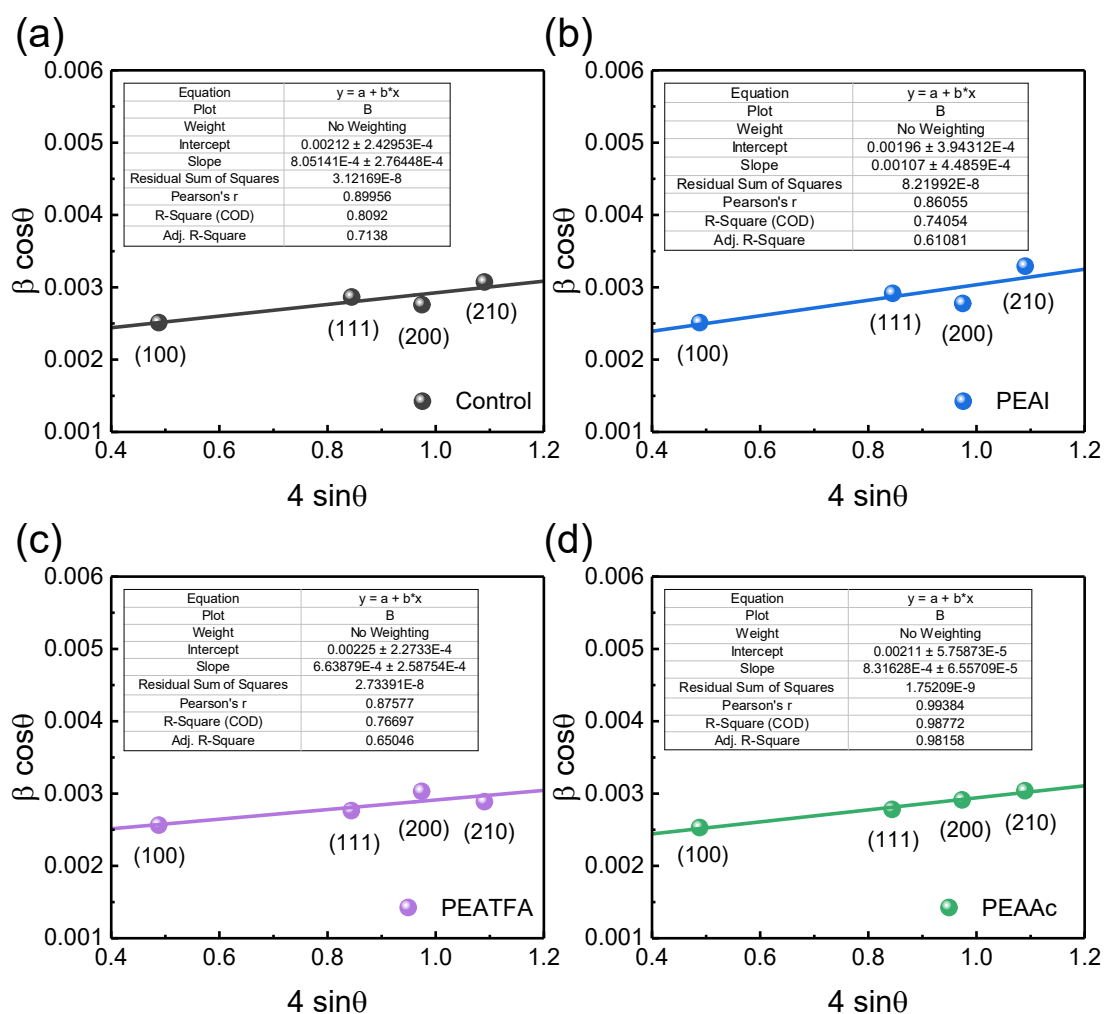 (a)
β cosθ
0.006
0.005
0.004
0.003
0.002
0.001
Equation y = a + b*x
Plot B
Weight No Weighting
Intercept 0.00212 ± 2.42953E-4
Slope 8.05141E-4 ± 2.76448E-4
Residual Sum of Squares 3.12169E-8
Pearson's r 0.89956
R-Square (COD) 0.8092
Adj. R-Square 0.7138
(100)
(111)
(200)
(210)
Control
0.4 0.6 0.8 1.0 1.2
4 sinθ
(b)
β cosθ
0.006
0.005
0.004
0.003
0.002
0.001
Equation y = a + b*x
Plot B
Weight No Weighting
Intercept 0.00196 ± 3.94312E-4
Slope 0.00107 ± 4.4859E-4
Residual Sum of Squares 8.21992E-8
Pearson's r 0.86055
R-Square (COD) 0.74054
Adj. R-Square 0.61081
(100)
(111)
(200)
(210)
PEAI
0.4 0.6 0.8 1.0 1.2
4 sinθ
(c)
β cosθ
0.006
0.005
0.004
0.003
0.002
0.001
Equation y = a + b*x
Plot B
Weight No Weighting
Intercept 0.00225 ± 2.2733E-4
Slope 6.63879E-4 ± 2.58754E-4
Residual Sum of Squares 2.73391E-8
Pearson's r 0.87577
R-Square (COD) 0.76697
Adj. R-Square 0.65046
(100)
(111)
(200)
(210)
PEATFA
0.4 0.6 0.8 1.0 1.2
4 sinθ
(d)
β cosθ
0.006
0.005
0.004
0.003
0.002
0.001
Equation y = a + b*x
Plot B
Weight No Weighting
Intercept 0.00211 ± 5.75873E-5
Slope 8.31628E-4 ± 6.55709E-5
Residual Sum of Squares 1.75209E-9
Pearson's r 0.99384
R-Square (COD) 0.98772
Adj. R-Square 0.98158
(100)
(111)
(200)
(210)
PEAAc
0.4 0.6 0.8 1.0 1.2
4 sinθ